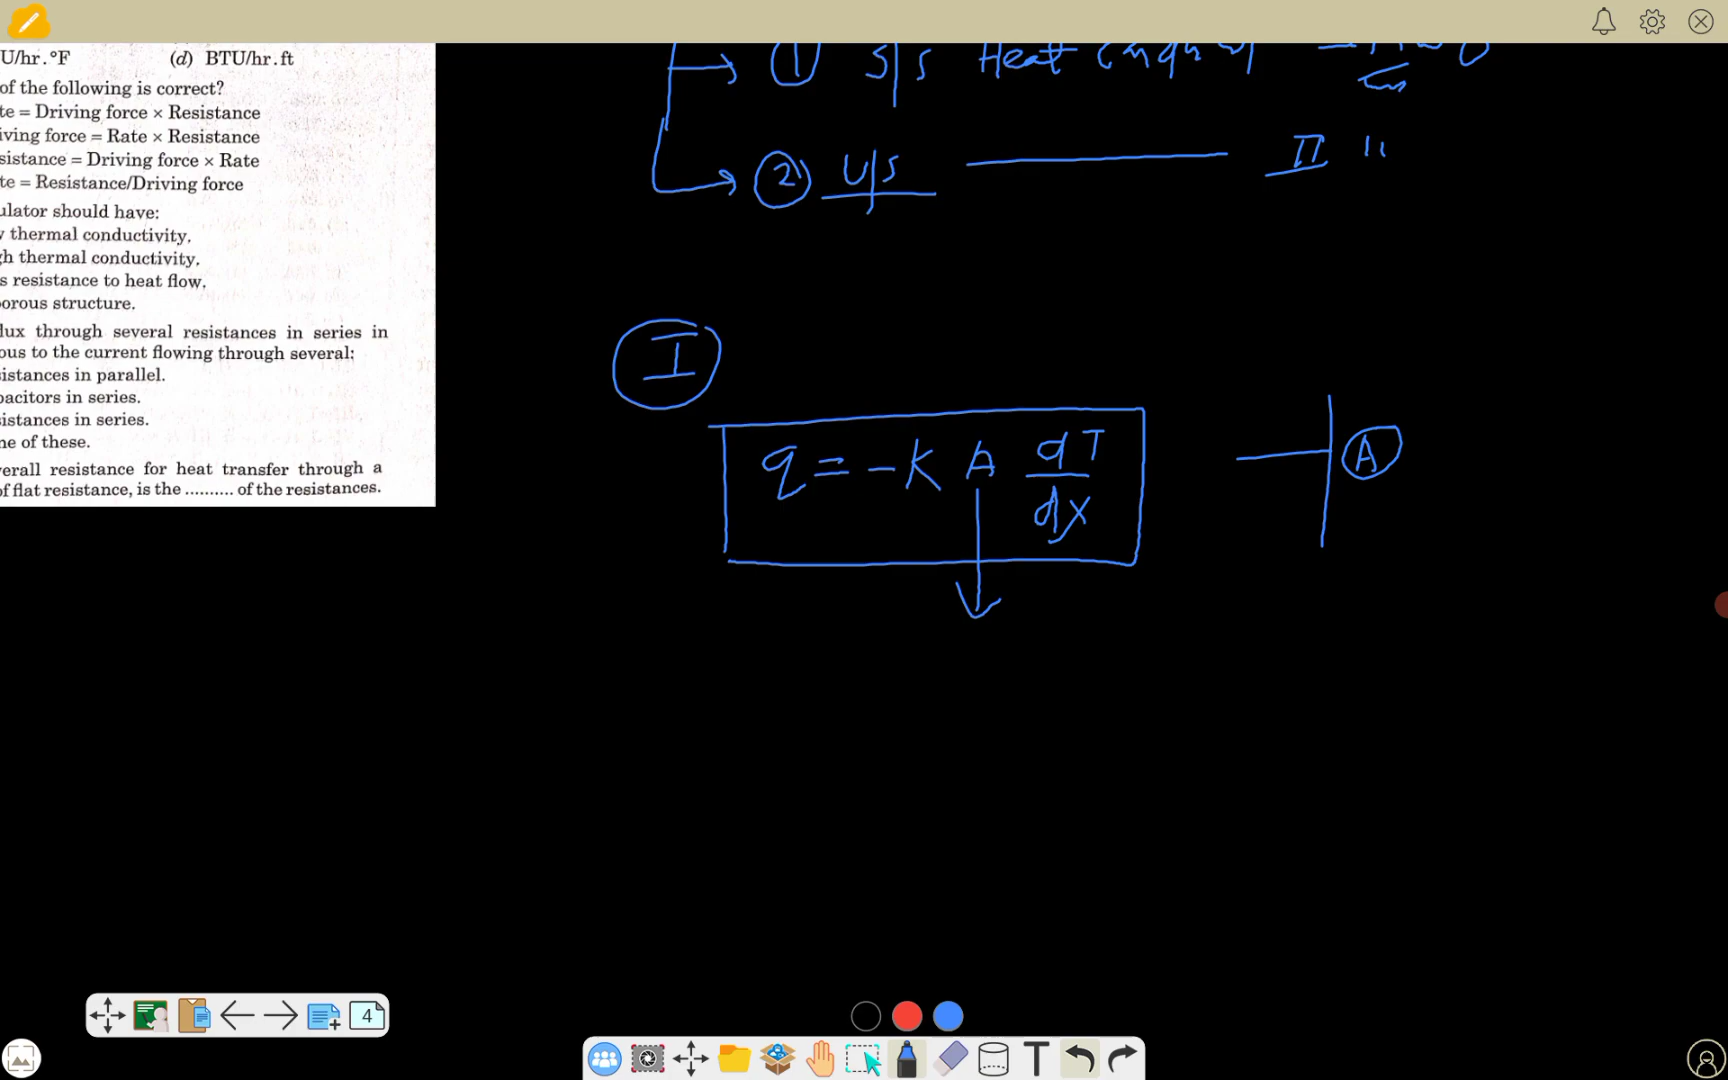 U/hr.°F (d) BTU/hr.ft
of the following is correct?
te = Driving force × Resistance
iving force = Rate × Resistance
sistance = Driving force × Rate
te = Resistance/Driving force
ulator should have:
thermal conductivity.
gh thermal conductivity.
s resistance to heat flow.
porous structure.
lux through several resistances in series in
ous to the current flowing through several:
sistances in parallel.
pacitors in series.
sistances in series.
ne of these.
verall resistance for heat transfer through a
of flat resistance, is the .......... of the resistances.
① S/S Heat
② U/S II "
I
q = -K A dT/dx
A
4
T